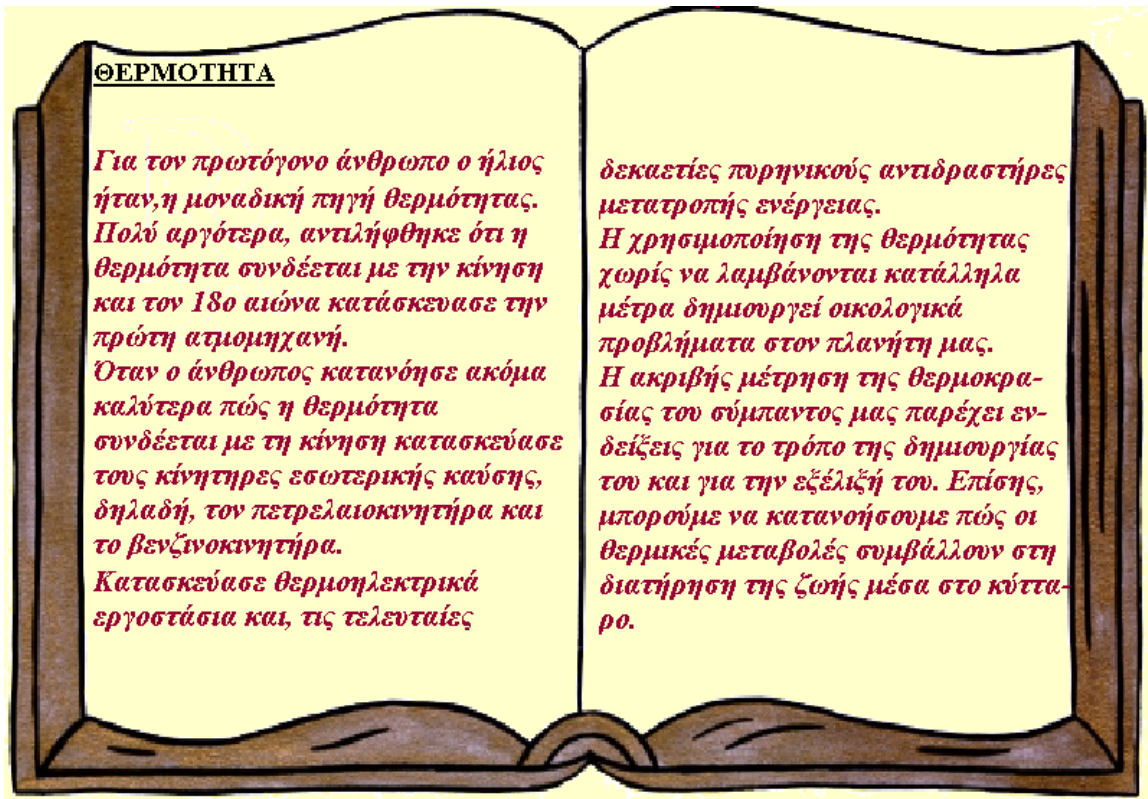 ΘΕΡΜΟΤΗΤΑ
Για τον πρωτόγονο άνθρωπο ο ήλιος
ήταν,η μοναδική πηγή θερμότητας.
Πολύ αργότερα, αντιλήφθηκε ότι η
θερμότητα συνδέεται με την κίνηση
και τον 18ο αιώνα κατάσκευασε την
πρώτη ατμομηχανή.
Όταν ο άνθρωπος κατανόησε ακόμα
καλύτερα πώς η θερμότητα
συνδέεται με τη κίνηση κατασκεύασε
τους κίνητηρες εσωτερικής καύσης,
δηλαδή, τον πετρελαιοκινητήρα και
το βενζινοκινητήρα.
Κατασκεύασε θερμοηλεκτρικά
εργοστάσια και, τις τελευταίες
δεκαετίες πυρηνικούς αντιδραστήρες
μετατροπής ενέργειας.
Η χρησιμοποίηση της θερμότητας
χωρίς να λαμβάνονται κατάλληλα
μέτρα δημιουργεί οικολογικά
προβλήματα στον πλανήτη μας.
Η ακριβής μέτρηση της θερμοκρα-
σίας του σύμπαντος μας παρέχει εν-
δείξεις για το τρόπο της δημιουργίας
του και για την εξέλιξή του. Επίσης,
μπορούμε να κατανοήσουμε πώς οι
θερμικές μεταβολές συμβάλλουν στη
διατήρηση της ζωής μέσα στο κύττα-
ρο.